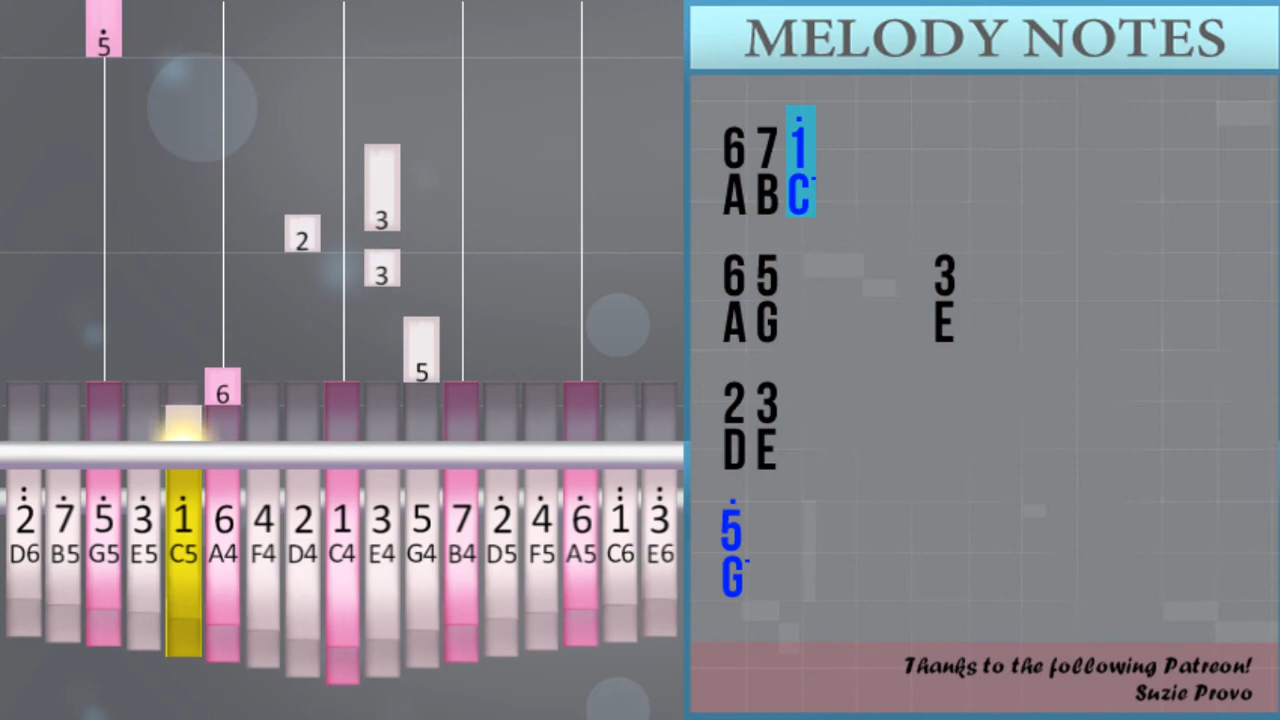 5̇
3
2
3
5
6
2̈ 7̇ 5̇ 3̇ 1̇ 6 4 2 1 3 5 7 2̇ 4̇ 6̇ 1̈ 3̈
D6 B5 G5 E5 C5 A4 F4 D4 C4 E4 G4 B4 D5 F5 A5 C6 E6
MELODY NOTES
6 7 1̇
A B C˙
6 5 3
A G E
2 3
D E
5̇
G˙
Thanks to the following Patreon!
Suzie Provo